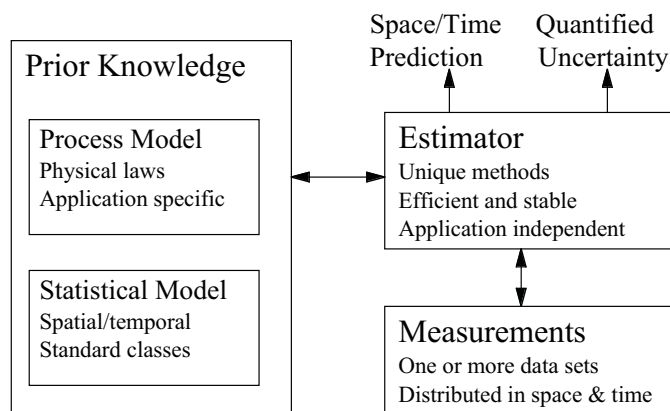 Prior Knowledge
Process Model
Physical laws
Application specific
Statistical Model
Spatial/temporal
Standard classes
Space/Time
Prediction
Quantified
Uncertainty
Estimator
Unique methods
Efficient and stable
Application independent
Measurements
One or more data sets
Distributed in space & time